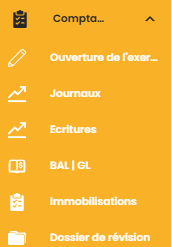 Compta...
Ouverture de l'exer...
Journaux
Ecritures
BAL | GL
Immobilisations
Dossier de révision